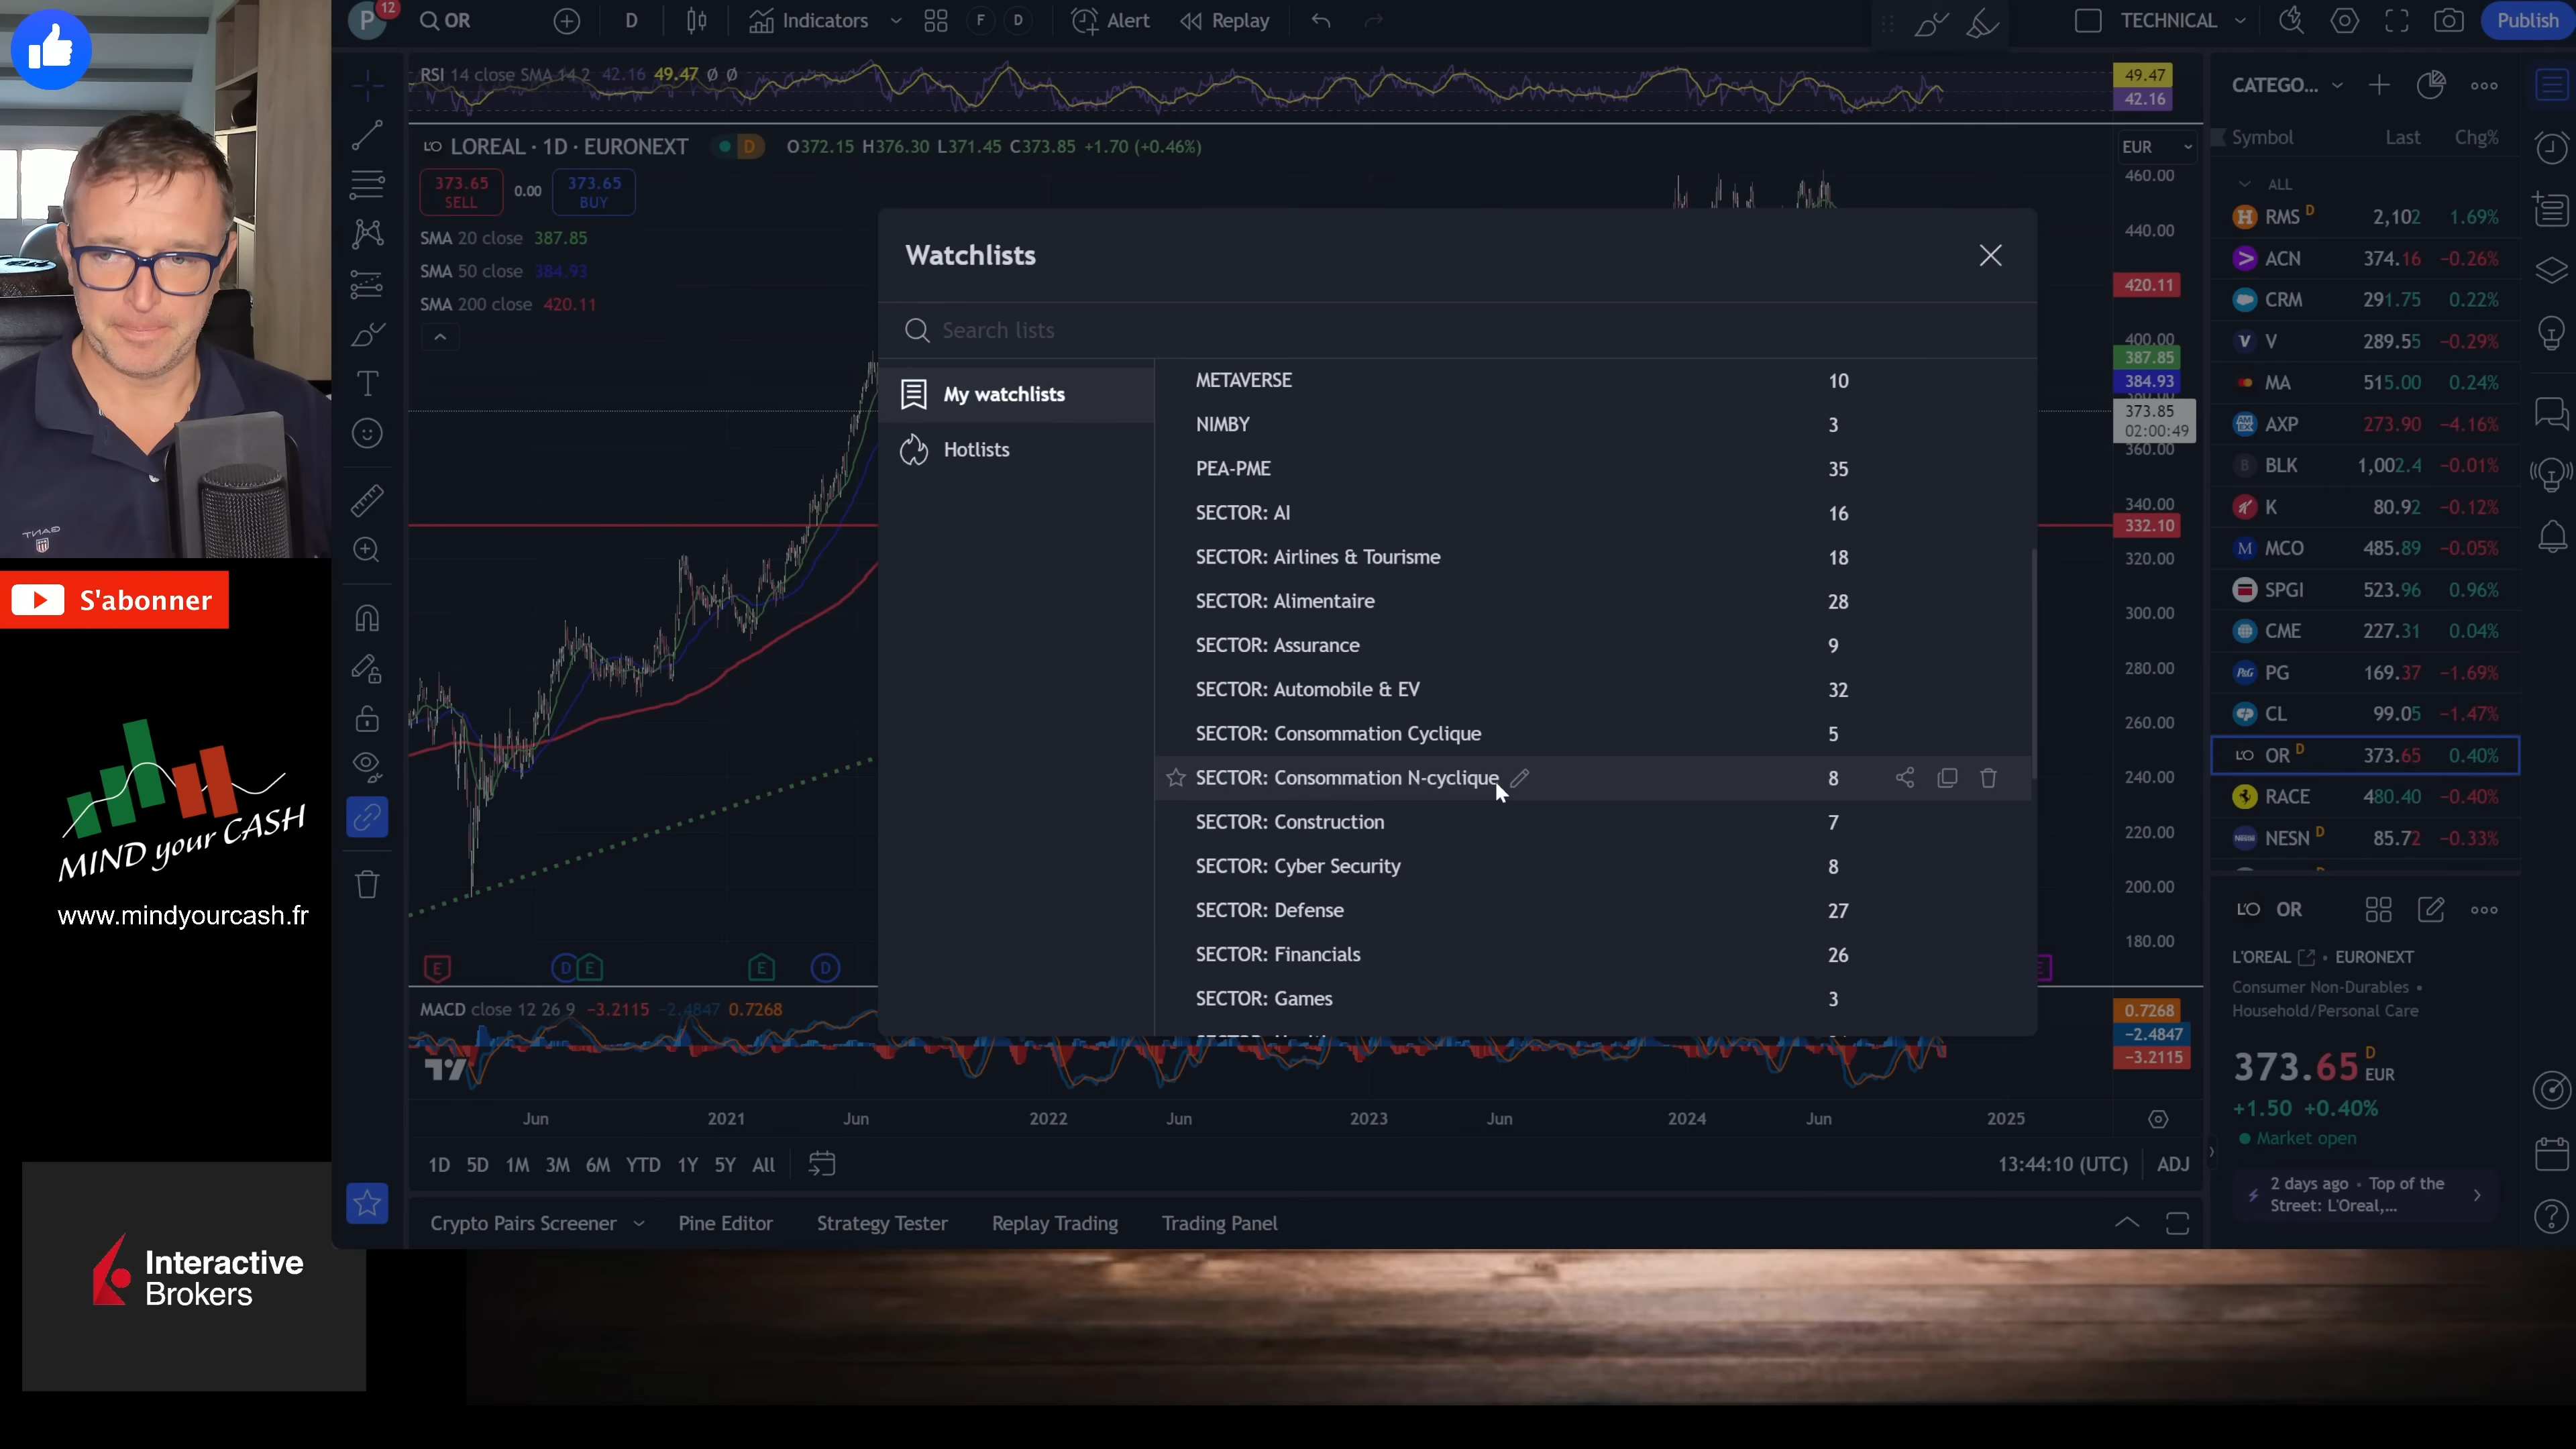 P 12 OR D Indicators F D Alert Replay TECHNICAL Publish
RSI 14 close SMA 14 2 42.16 49.47 Ø Ø
49.47
42.16
LOREAL · 1D · EURONEXT D O372.15 H376.30 L371.45 C373.85 +1.70 (+0.46%)
EUR
373.65
SELL
0.00
373.65
BUY
SMA 20 close 387.85
SMA 50 close 384.93
SMA 200 close 420.11
460.00
440.00
420.11
400.00
387.85
384.93
373.85
02:00:49
360.00
340.00
332.10
320.00
300.00
280.00
260.00
240.00
220.00
200.00
180.00
Watchlists
Search lists
My watchlists
Hotlists
METAVERSE 10
NIMBY 3
PEA-PME 35
SECTOR: AI 16
SECTOR: Airlines & Tourisme 18
SECTOR: Alimentaire 28
SECTOR: Assurance 9
SECTOR: Automobile & EV 32
SECTOR: Consommation Cyclique 5
SECTOR: Consommation N-cyclique 8
SECTOR: Construction 7
SECTOR: Cyber Security 8
SECTOR: Defense 27
SECTOR: Financials 26
SECTOR: Games 3
E D E E D
MACD close 12 26 9 −3.2115 −2.4847 0.7268
0.7268
−2.4847
−3.2115
Jun 2021 Jun 2022 Jun 2023 Jun 2024 Jun 2025
1D 5D 1M 3M 6M YTD 1Y 5Y All 13:44:10 (UTC) ADJ
Crypto Pairs Screener Pine Editor Strategy Tester Replay Trading Trading Panel
CATEGO...
Symbol Last Chg%
ALL
RMS D 2,102 1.69%
ACN 374.16 −0.26%
CRM 291.75 0.22%
V 289.55 −0.29%
MA 515.00 0.24%
AXP 273.90 −4.16%
BLK 1,002.4 −0.01%
K 80.92 −0.12%
MCO 485.89 −0.05%
SPGI 523.96 0.96%
CME 227.31 0.04%
PG 169.37 −1.69%
CL 99.05 −1.47%
OR D 373.65 0.40%
RACE 480.40 −0.40%
NESN D 85.72 −0.33%
L'O OR
L'OREAL • EURONEXT
Consumer Non-Durables •
Household/Personal Care
373.65 D EUR
+1.50 +0.40%
Market open
2 days ago • Top of the
Street: L'Oreal,...
GANT
S'abonner
MIND your CASH
www.mindyourcash.fr
Interactive
Brokers